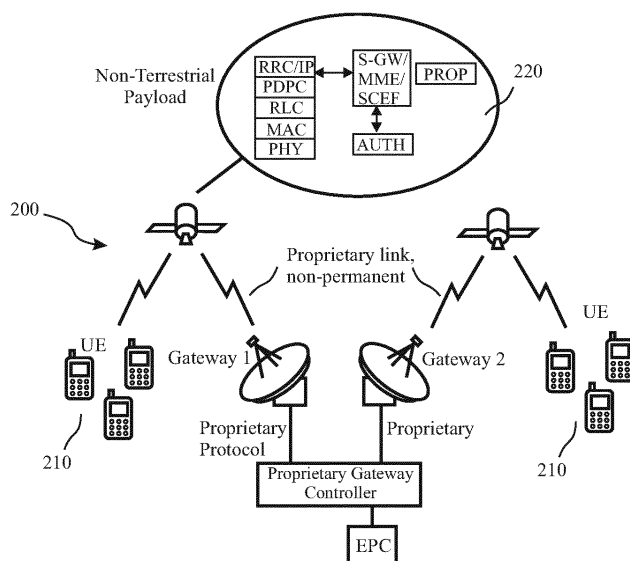 Non-Terrestrial
Payload
RRC/IP
PDPC
RLC
MAC
PHY
S-GW/
MME/
SCEF
PROP
AUTH
220
200
Proprietary link,
non-permanent
UE
UE
Gateway 1
Gateway 2
210
Proprietary
Protocol
Proprietary
210
Proprietary Gateway
Controller
EPC